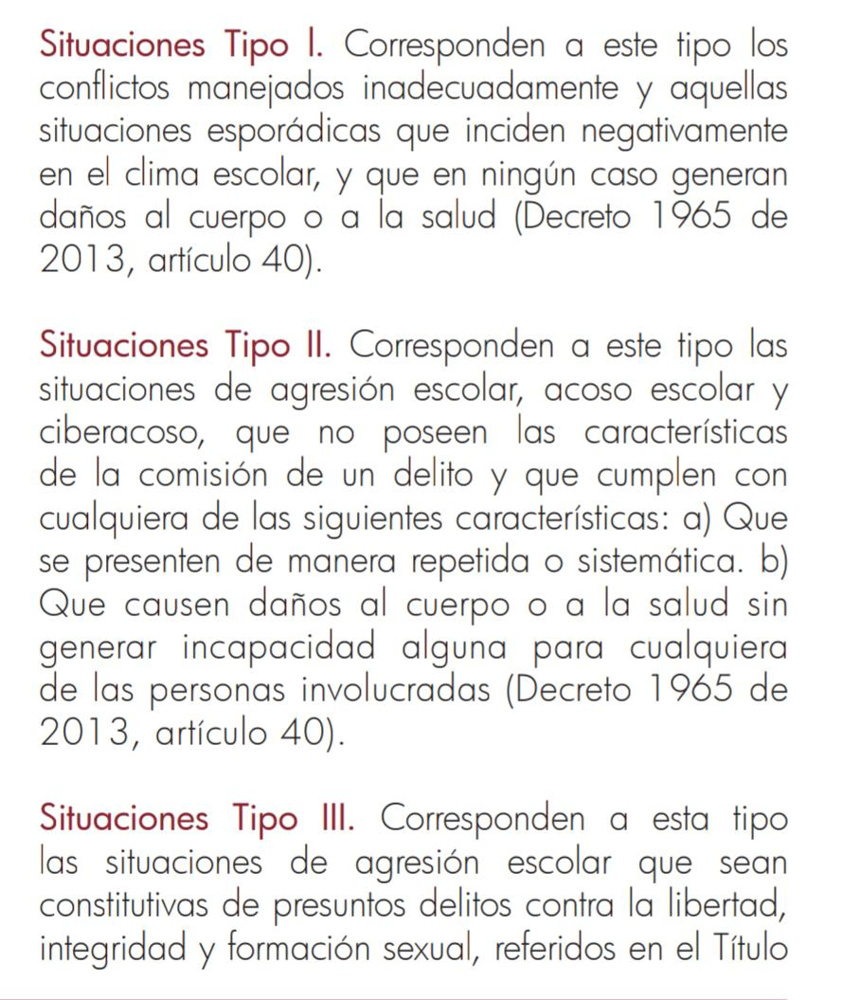 Situaciones Tipo I. Corresponden a este tipo los
conflictos manejados inadecuadamente y aquellas
situaciones esporádicas que inciden negativamente
en el clima escolar, y que en ningún caso generan
daños al cuerpo o a la salud (Decreto 1965 de
2013, artículo 40).
Situaciones Tipo II. Corresponden a este tipo las
situaciones de agresión escolar, acoso escolar y
ciberacoso, que no poseen las características
de la comisión de un delito y que cumplen con
cualquiera de las siguientes características: a) Que
se presenten de manera repetida o sistemática. b)
Que causen daños al cuerpo o a la salud sin
generar incapacidad alguna para cualquiera
de las personas involucradas (Decreto 1965 de
2013, artículo 40).
Situaciones Tipo III. Corresponden a esta tipo
las situaciones de agresión escolar que sean
constitutivas de presuntos delitos contra la libertad,
integridad y formación sexual, referidos en el Título